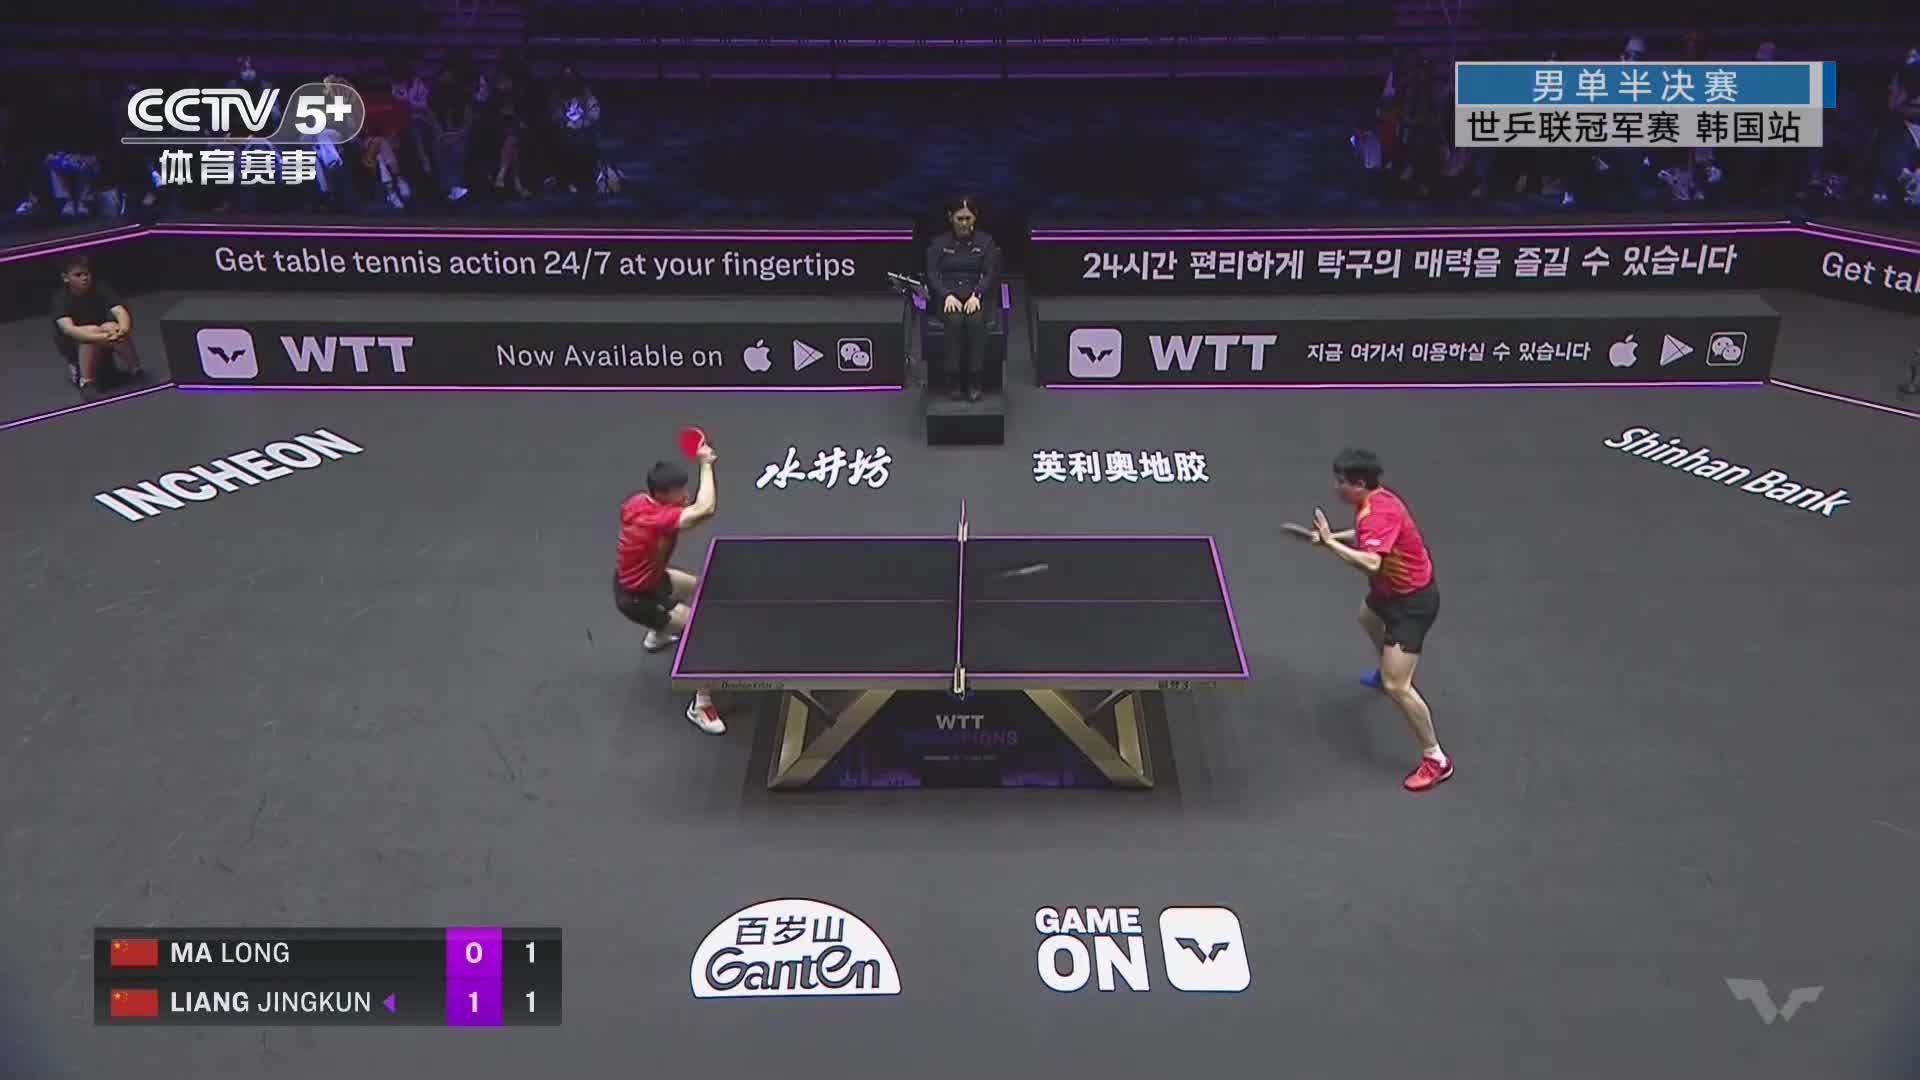 CCTV 5+
体育赛事
男单半决赛
世乒联冠军赛 韩国站
Get table tennis action 24/7 at your fingertips
24시간 편리하게 탁구의 매력을 즐길 수 있습니다
Get tab
WTT
Now Available on
WTT
지금 여기서 이용하실 수 있습니다
INCHEON
水井坊
英利奥地胶
Shinhan Bank
WTT
CHAMPIONS
百岁山
Ganten
GAME
ON
MA LONG 0 1
LIANG JINGKUN 1 1